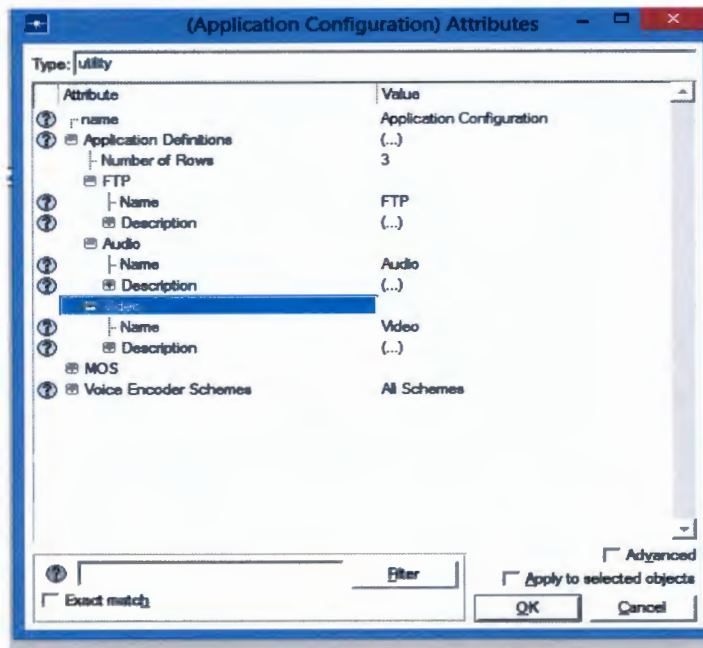 (Application Configuration) Attributes
Type: utility
Attribute Value
name Application Configuration
Application Definitions (...)
Number of Rows 3
FTP
Name FTP
Description (...)
Audio
Name Audio
Description (...)
Video
Name Video
Description (...)
MOS
Voice Encoder Schemes All Schemes
Advanced
Filter
Apply to selected objects
Exact match
OK Cancel